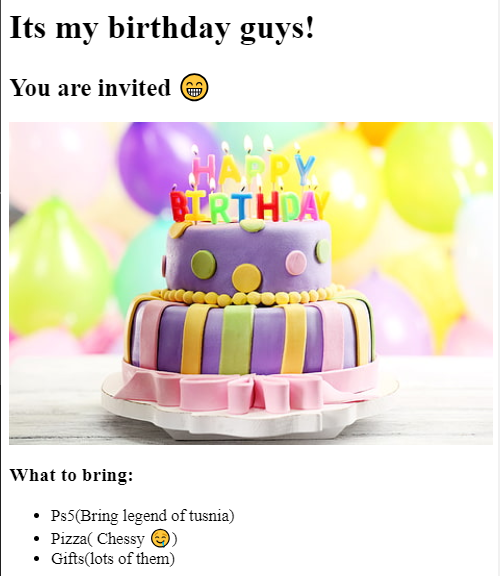 Its my birthday guys!
You are invited 😁
HAPPY
BIRTHDAY
What to bring:
Ps5(Bring legend of tusnia)
Pizza( Chessy 😋)
Gifts(lots of them)